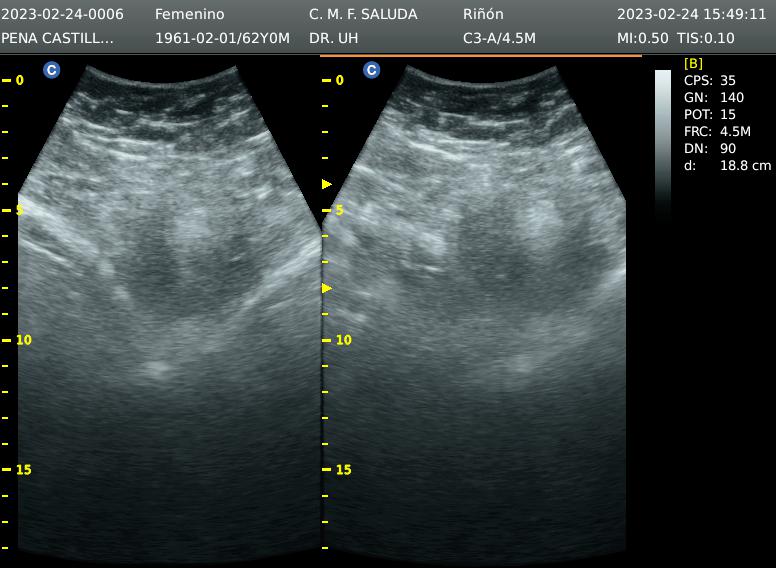 2023-02-24-0006 Femenino C. M. F. SALUDA Riñón 2023-02-24 15:49:11
PENA CASTILL... 1961-02-01/62Y0M DR. UH C3-A/4.5M MI:0.50 TIS:0.10
C C
[B]
CPS: 35
GN: 140
POT: 15
FRC: 4.5M
DN: 90
d: 18.8 cm
0 0
5 5
10 10
15 15